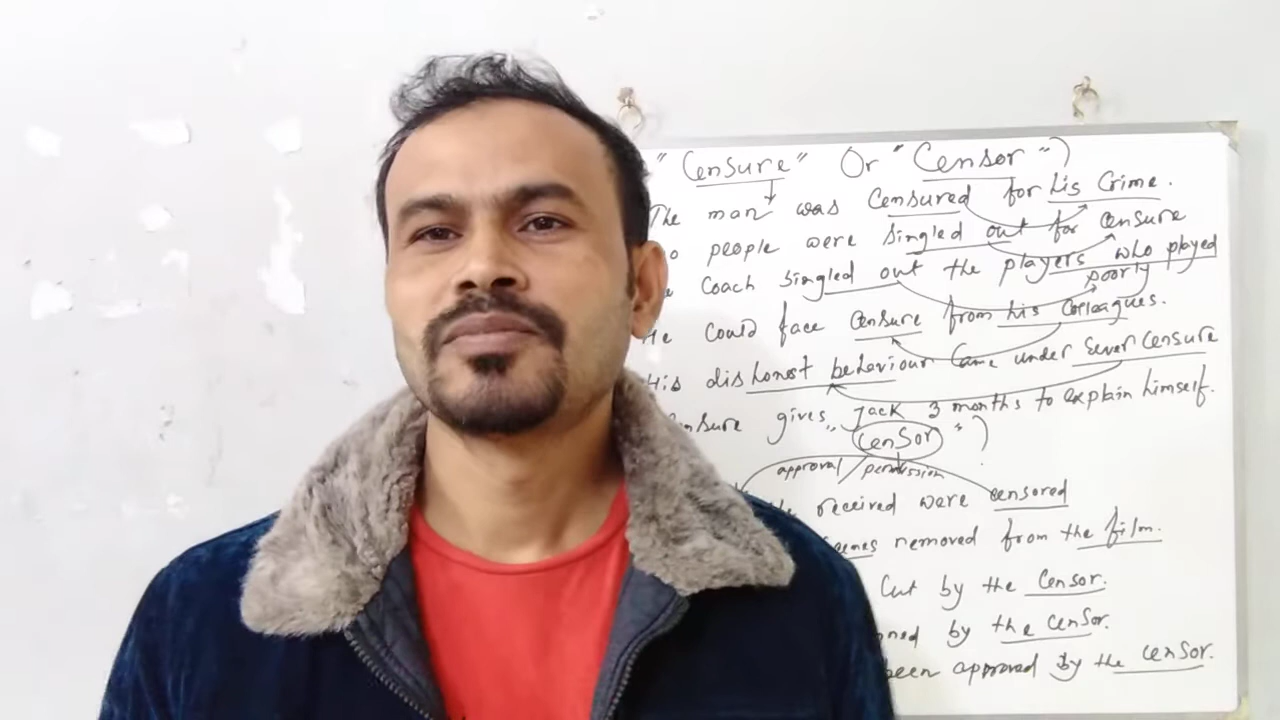 "Censure" Or "Censor")
The man was Censured for his Crime.
people were Singled out for Censure
Coach Singled out the players who played
poorly
He could face Censure from his Colleagues.
His dishonest behaviour Came under Sever Censure
gives Jack 3 months to explain himself.
"Censor")
approval/permission
received were censored
removed from the film.
Cut by the Censor.
by the censor.
been approved by the censor.